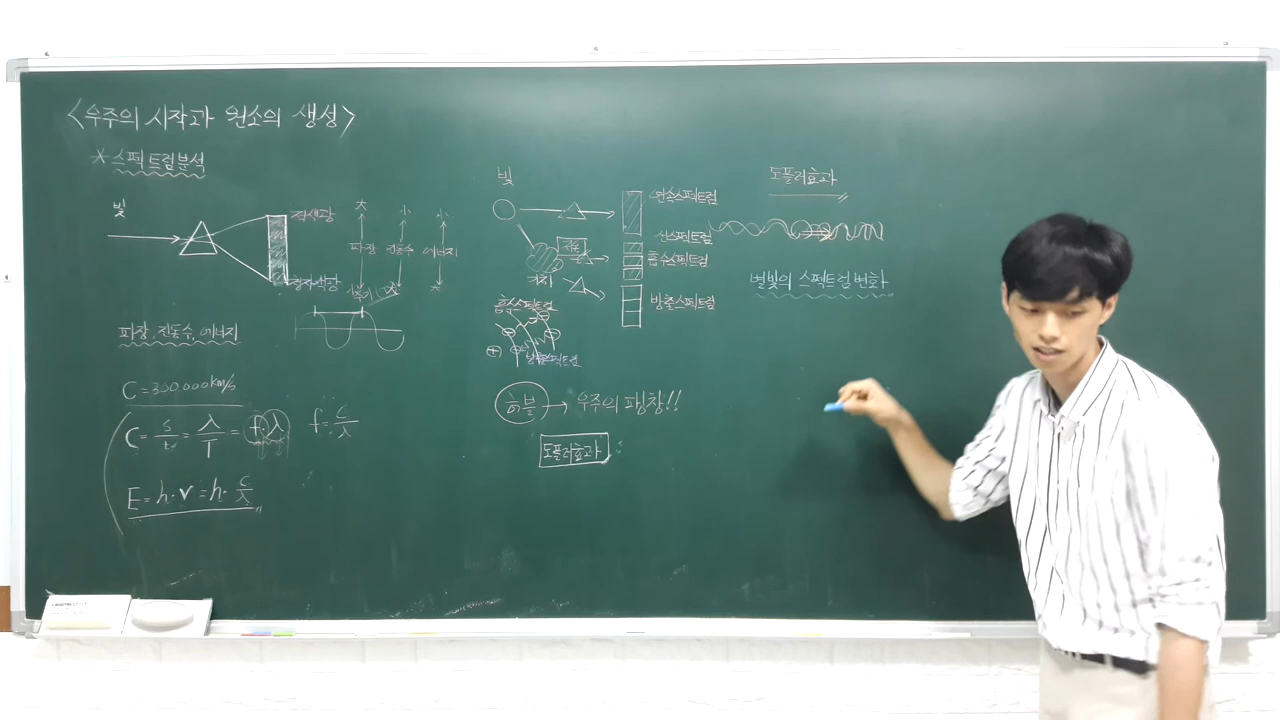 <우주의 시작과 원소의 생성>
*스펙트럼분석
빛
적색광
大 小 小
파장 진동수 에너지
파장, 진동수, 에너지
C=300,000km/s
C = s/t = λ/T = f·λ
f = c/λ
E = h·ν = h· c/λ
빛
연속스펙트럼
선스펙트럼
흡수스펙트럼
방출스펙트럼
흡수스펙트럼
방출스펙트럼
허블 → 우주의 팽창!!
도플러효과
도플러효과
별빛의 스펙트럼 변화